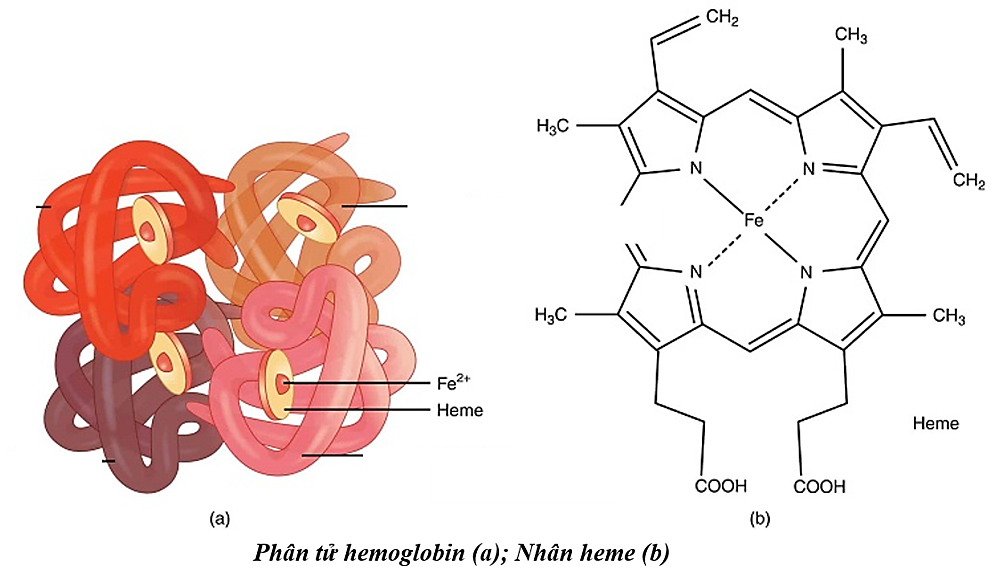 CH2
CH3
H3C
N
N
CH2
Fe
N
N
H3C
CH3
Fe2+
Heme
Heme
COOH
COOH
(a)
(b)
Phân tử hemoglobin (a); Nhân heme (b)